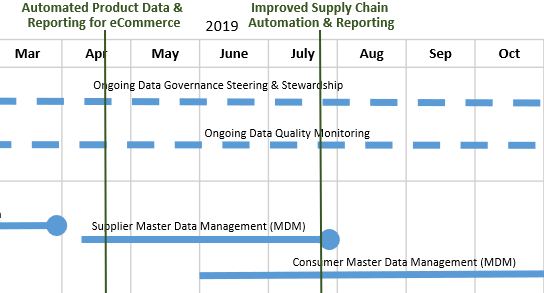 Automated Product Data &
Reporting for eCommerce
Improved Supply Chain
Automation & Reporting
2019
Mar Apr May June July Aug Sep Oct
Ongoing Data Governance Steering & Stewardship
Ongoing Data Quality Monitoring
Supplier Master Data Management (MDM)
Consumer Master Data Management (MDM)